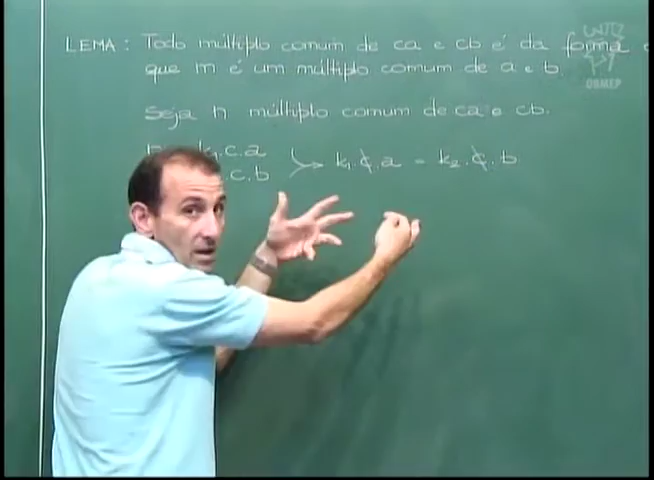 LEMA: Todo múltiplo comum de ca e cb é da forma
que m é um múltiplo comum de a e b
Seja n múltiplo comum de ca e cb.
k₁.c.a
.c.b
k₁.c.a = k₂.c.b
OBMEP